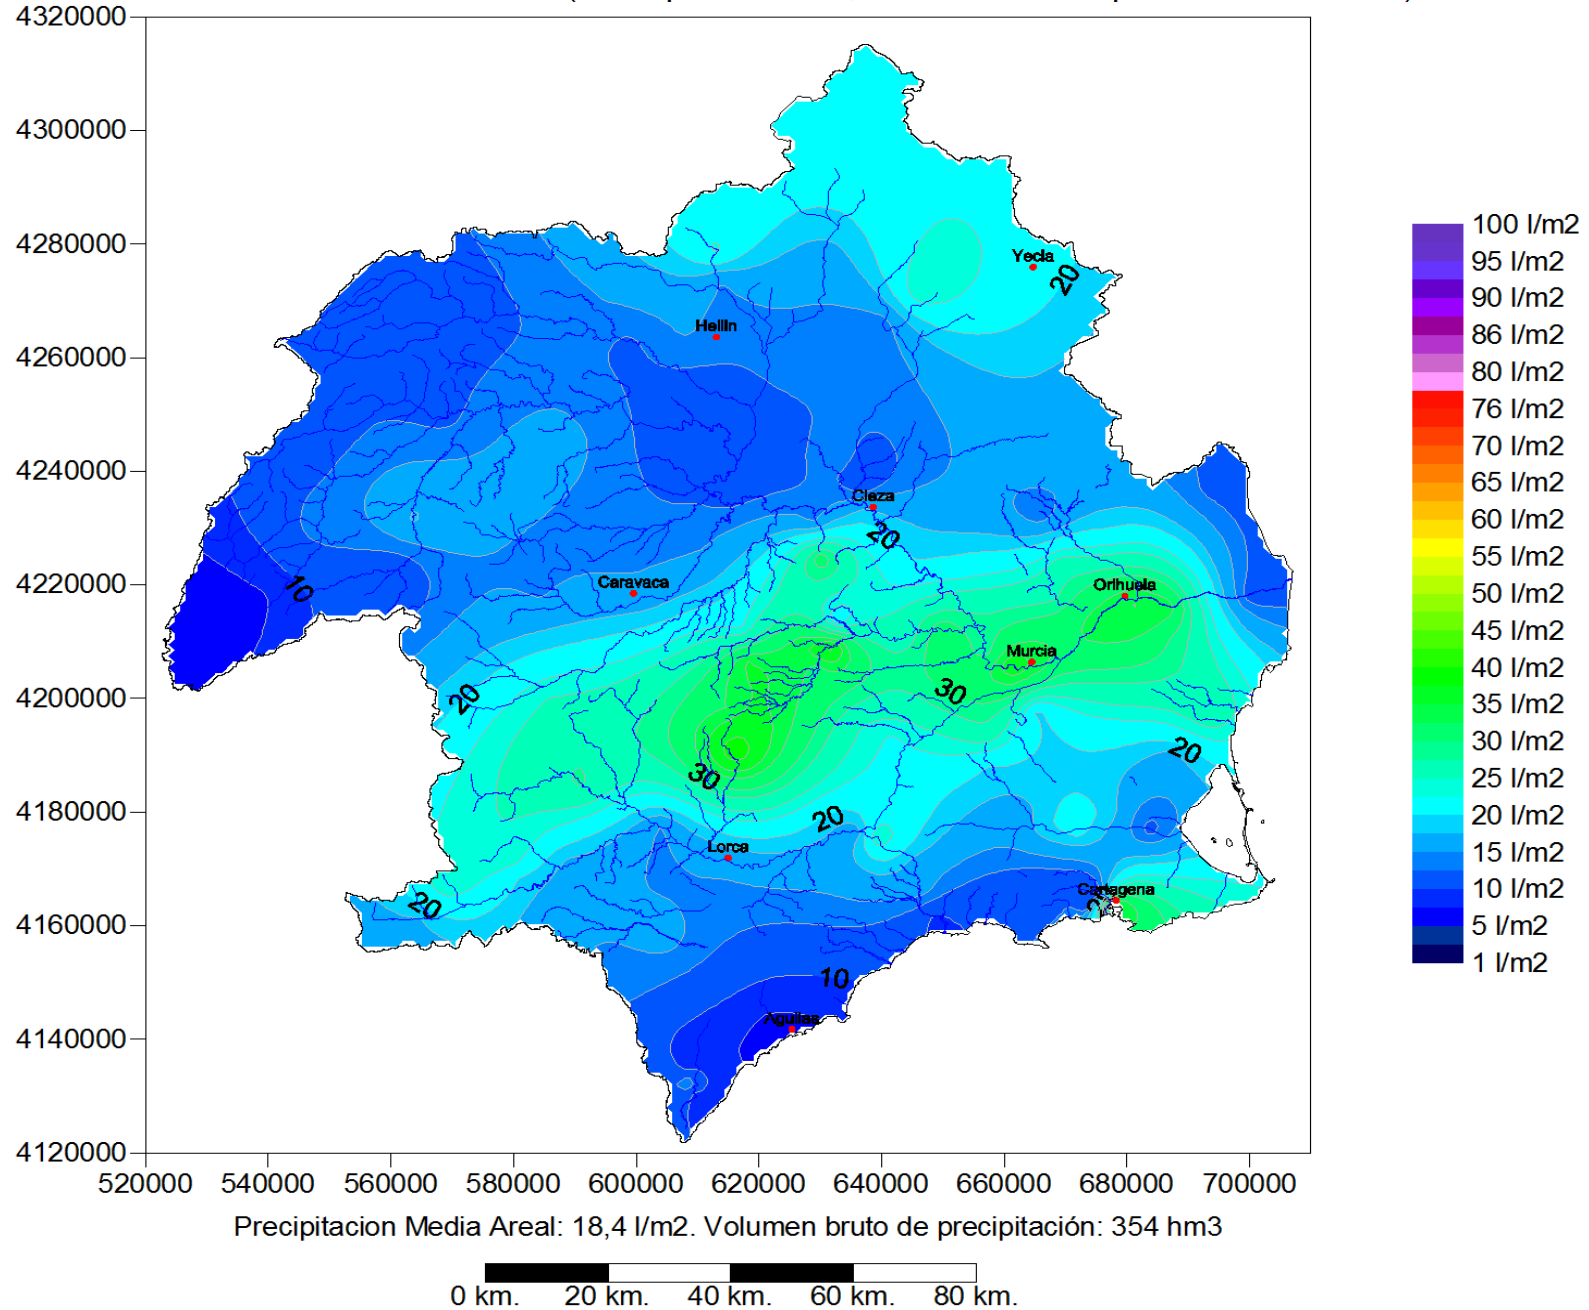 4320000
4300000
4280000
4260000
4240000
4220000
4200000
4180000
4160000
4140000
4120000
520000 540000 560000 580000 600000 620000 640000 660000 680000 700000
Yecla
20
Hellin
Cieza
20
10
Caravaca
Orihuela
Murcia
20
30
20
30
20
Lorca
20
Cartagena
10
Aguilas
100 l/m2
95 l/m2
90 l/m2
86 l/m2
80 l/m2
76 l/m2
70 l/m2
65 l/m2
60 l/m2
55 l/m2
50 l/m2
45 l/m2
40 l/m2
35 l/m2
30 l/m2
25 l/m2
20 l/m2
15 l/m2
10 l/m2
5 l/m2
1 l/m2
Precipitacion Media Areal: 18,4 l/m2. Volumen bruto de precipitación: 354 hm3
0 km. 20 km. 40 km. 60 km. 80 km.